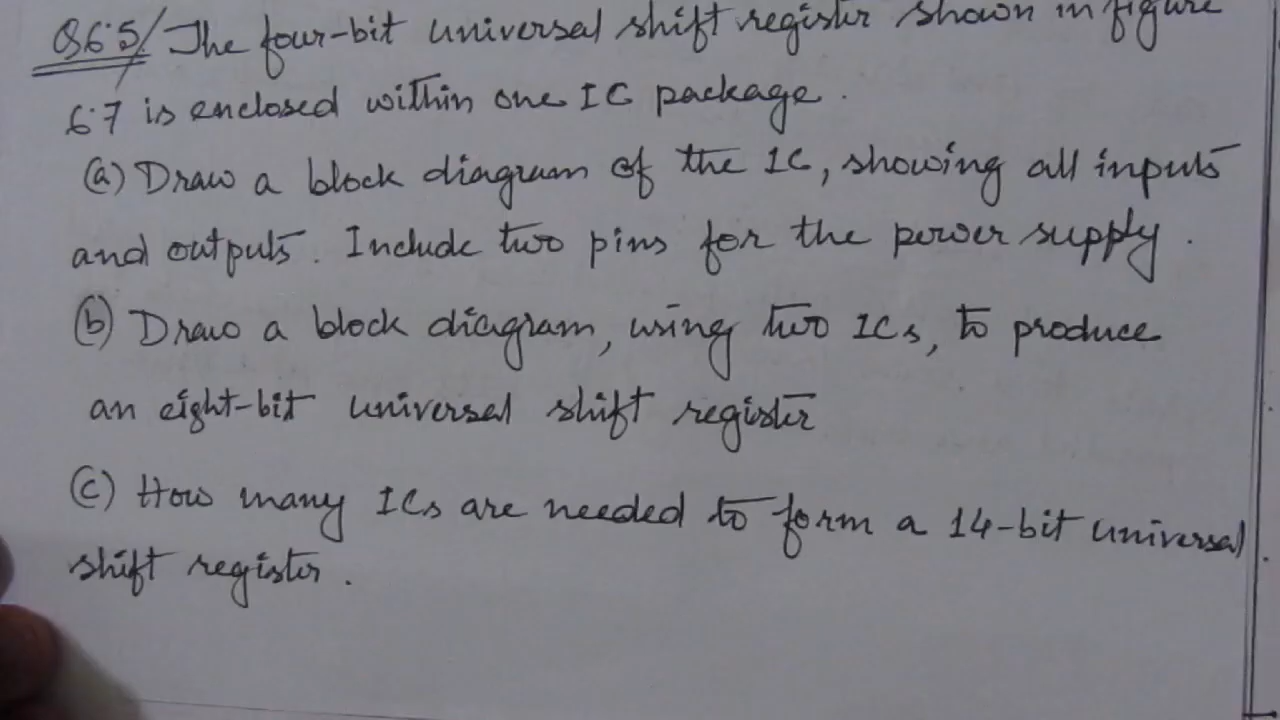 Q6.5/ The four-bit universal shift register shown in figure
6.7 is enclosed within one IC package.
(a) Draw a block diagram of the IC, showing all inputs
and outputs. Include two pins for the power supply.
(b) Draw a block diagram, using two ICs, to produce
an eight-bit universal shift register
(c) How many ICs are needed to form a 14-bit universal
shift register.